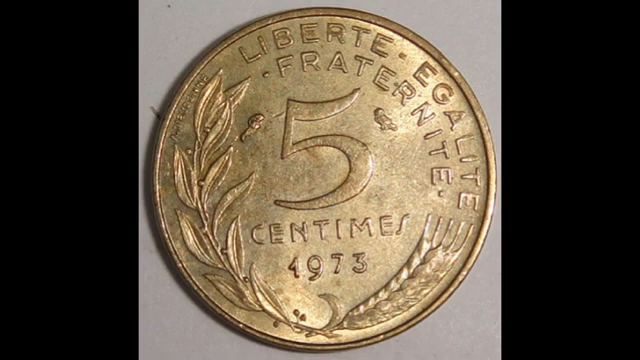 LIBERTE · EGALITE
· FRATERNITE ·
5
CENTIMES
1973